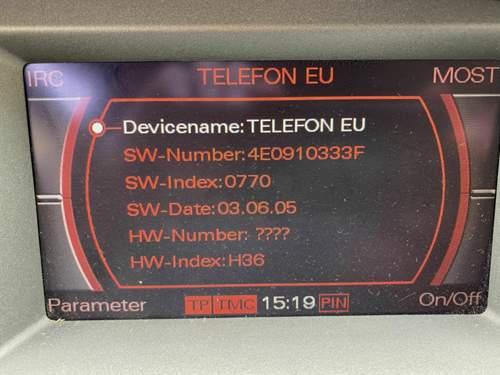 IRC TELEFON EU MOST
Devicename: TELEFON EU
SW-Number: 4E0910333F
SW-Index: 0770
SW-Date: 03.06.05
HW-Number: ????
HW-Index: H36
Parameter TP TMC 15:19 PIN On/Off